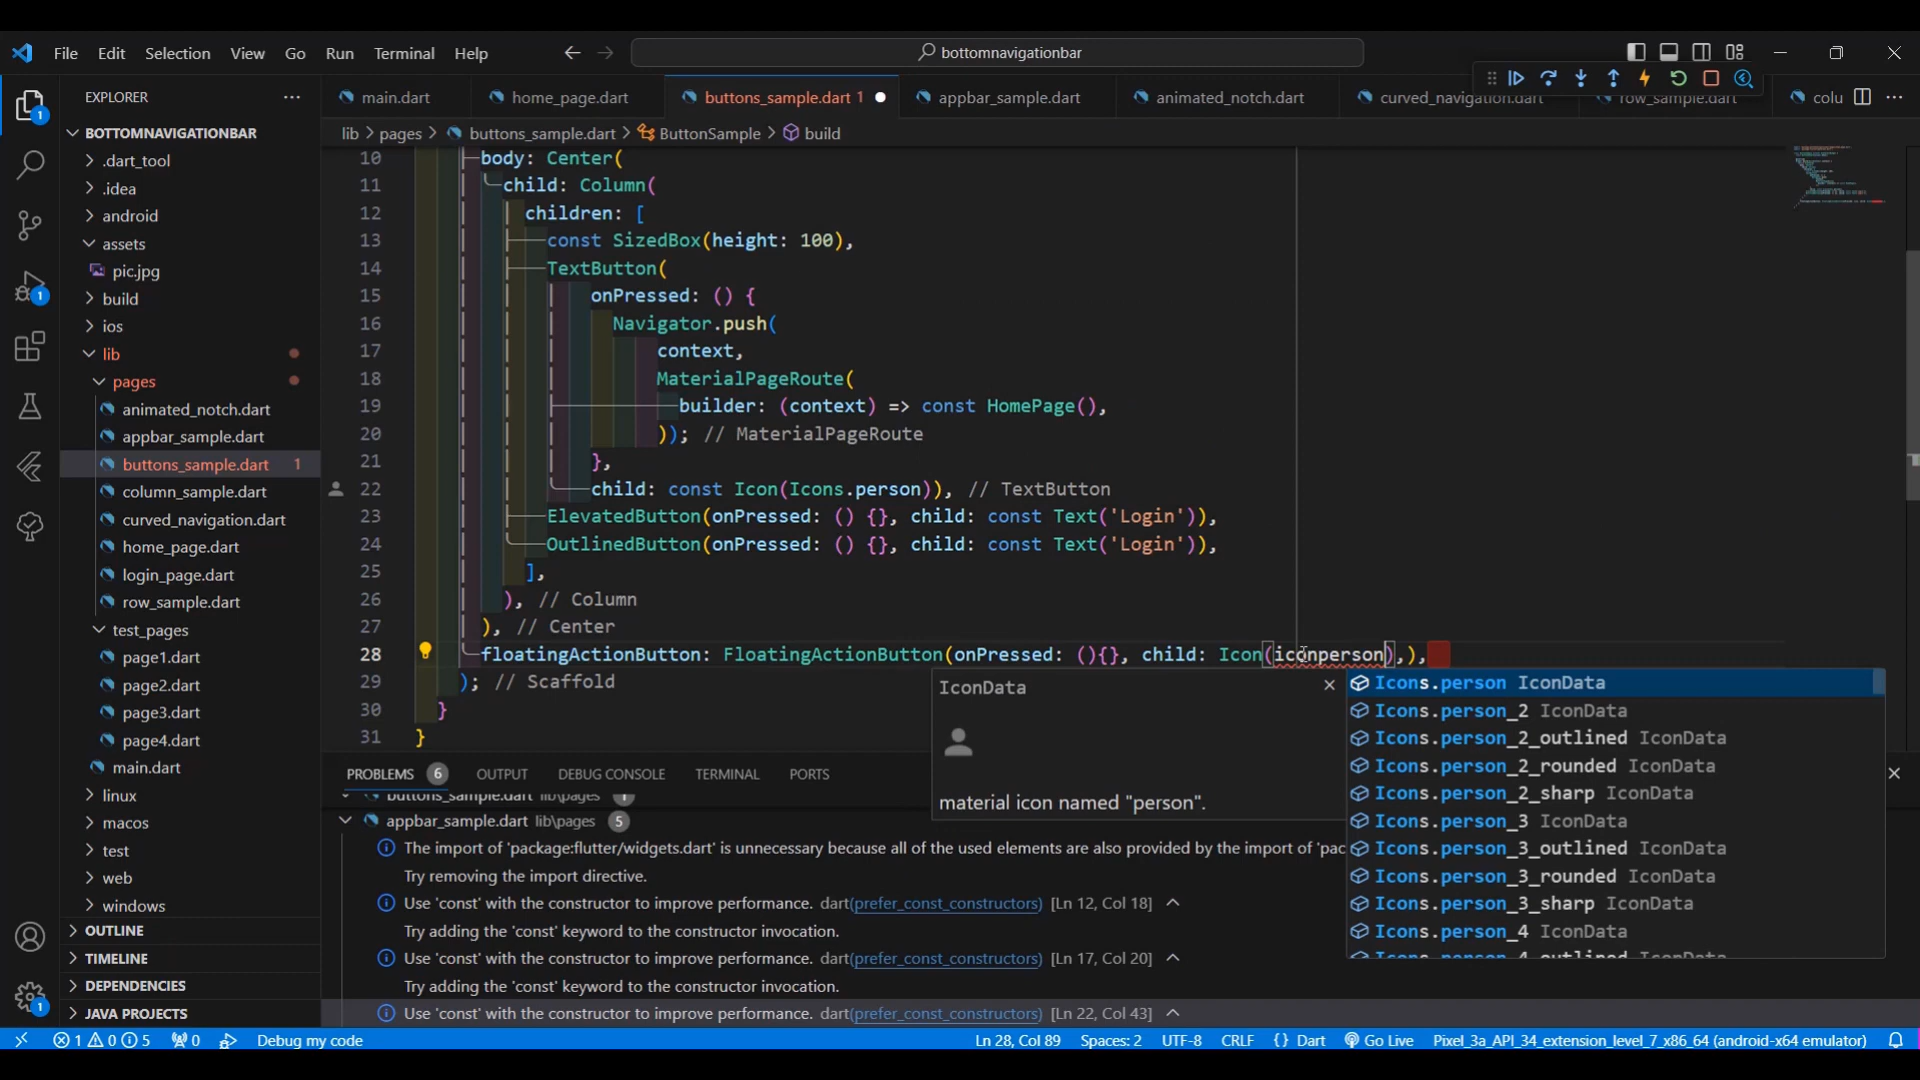 File Edit Selection View Go Run Terminal Help bottomnavigationbar
EXPLORER main.dart home_page.dart buttons_sample.dart 1 appbar_sample.dart animated_notch.dart curved_navigation.dart row_sample.dart colu
BOTTOMNAVIGATIONBAR
lib > pages > buttons_sample.dart > ButtonSample > build
.dart_tool
.idea
android
assets
pic.jpg
build
ios
lib
pages
animated_notch.dart
appbar_sample.dart
buttons_sample.dart 1
column_sample.dart
curved_navigation.dart
home_page.dart
login_page.dart
row_sample.dart
test_pages
page1.dart
page2.dart
page3.dart
page4.dart
main.dart
linux
macos
test
web
windows
OUTLINE
TIMELINE
DEPENDENCIES
JAVA PROJECTS
10 body: Center(
11 child: Column(
12 children: [
13 const SizedBox(height: 100),
14 TextButton(
15 onPressed: () {
16 Navigator.push(
17 context,
18 MaterialPageRoute(
19 builder: (context) => const HomePage(),
20 )); // MaterialPageRoute
21 },
22 child: const Icon(Icons.person)), // TextButton
23 ElevatedButton(onPressed: () {}, child: const Text('Login')),
24 OutlinedButton(onPressed: () {}, child: const Text('Login')),
25 ],
26 ), // Column
27 ), // Center
28 floatingActionButton: FloatingActionButton(onPressed: (){}, child: Icon(iconperson),),
29 ); // Scaffold
30 }
31 }
IconData
material icon named "person".
Icons.person IconData
Icons.person_2 IconData
Icons.person_2_outlined IconData
Icons.person_2_rounded IconData
Icons.person_2_sharp IconData
Icons.person_3 IconData
Icons.person_3_outlined IconData
Icons.person_3_rounded IconData
Icons.person_3_sharp IconData
Icons.person_4 IconData
Icons.person_4_outlined IconData
PROBLEMS 6 OUTPUT DEBUG CONSOLE TERMINAL PORTS
buttons_sample.dart lib\pages 1
appbar_sample.dart lib\pages 5
The import of 'package:flutter/widgets.dart' is unnecessary because all of the used elements are also provided by the import of 'pac
Try removing the import directive.
Use 'const' with the constructor to improve performance. dart(prefer_const_constructors) [Ln 12, Col 18]
Try adding the 'const' keyword to the constructor invocation.
Use 'const' with the constructor to improve performance. dart(prefer_const_constructors) [Ln 17, Col 20]
Try adding the 'const' keyword to the constructor invocation.
Use 'const' with the constructor to improve performance. dart(prefer_const_constructors) [Ln 22, Col 43]
1 0 5 0 Debug my code Ln 28, Col 89 Spaces: 2 UTF-8 CRLF {} Dart Go Live Pixel_3a_API_34_extension_level_7_x86_64 (android-x64 emulator)